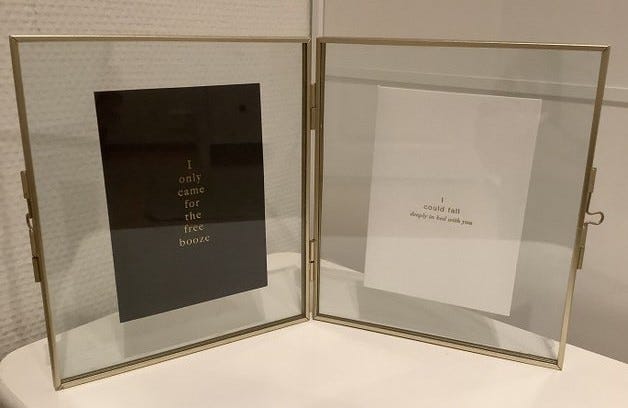 I
only
came
for
the
free
booze
I
could fall
deeply in bed with you